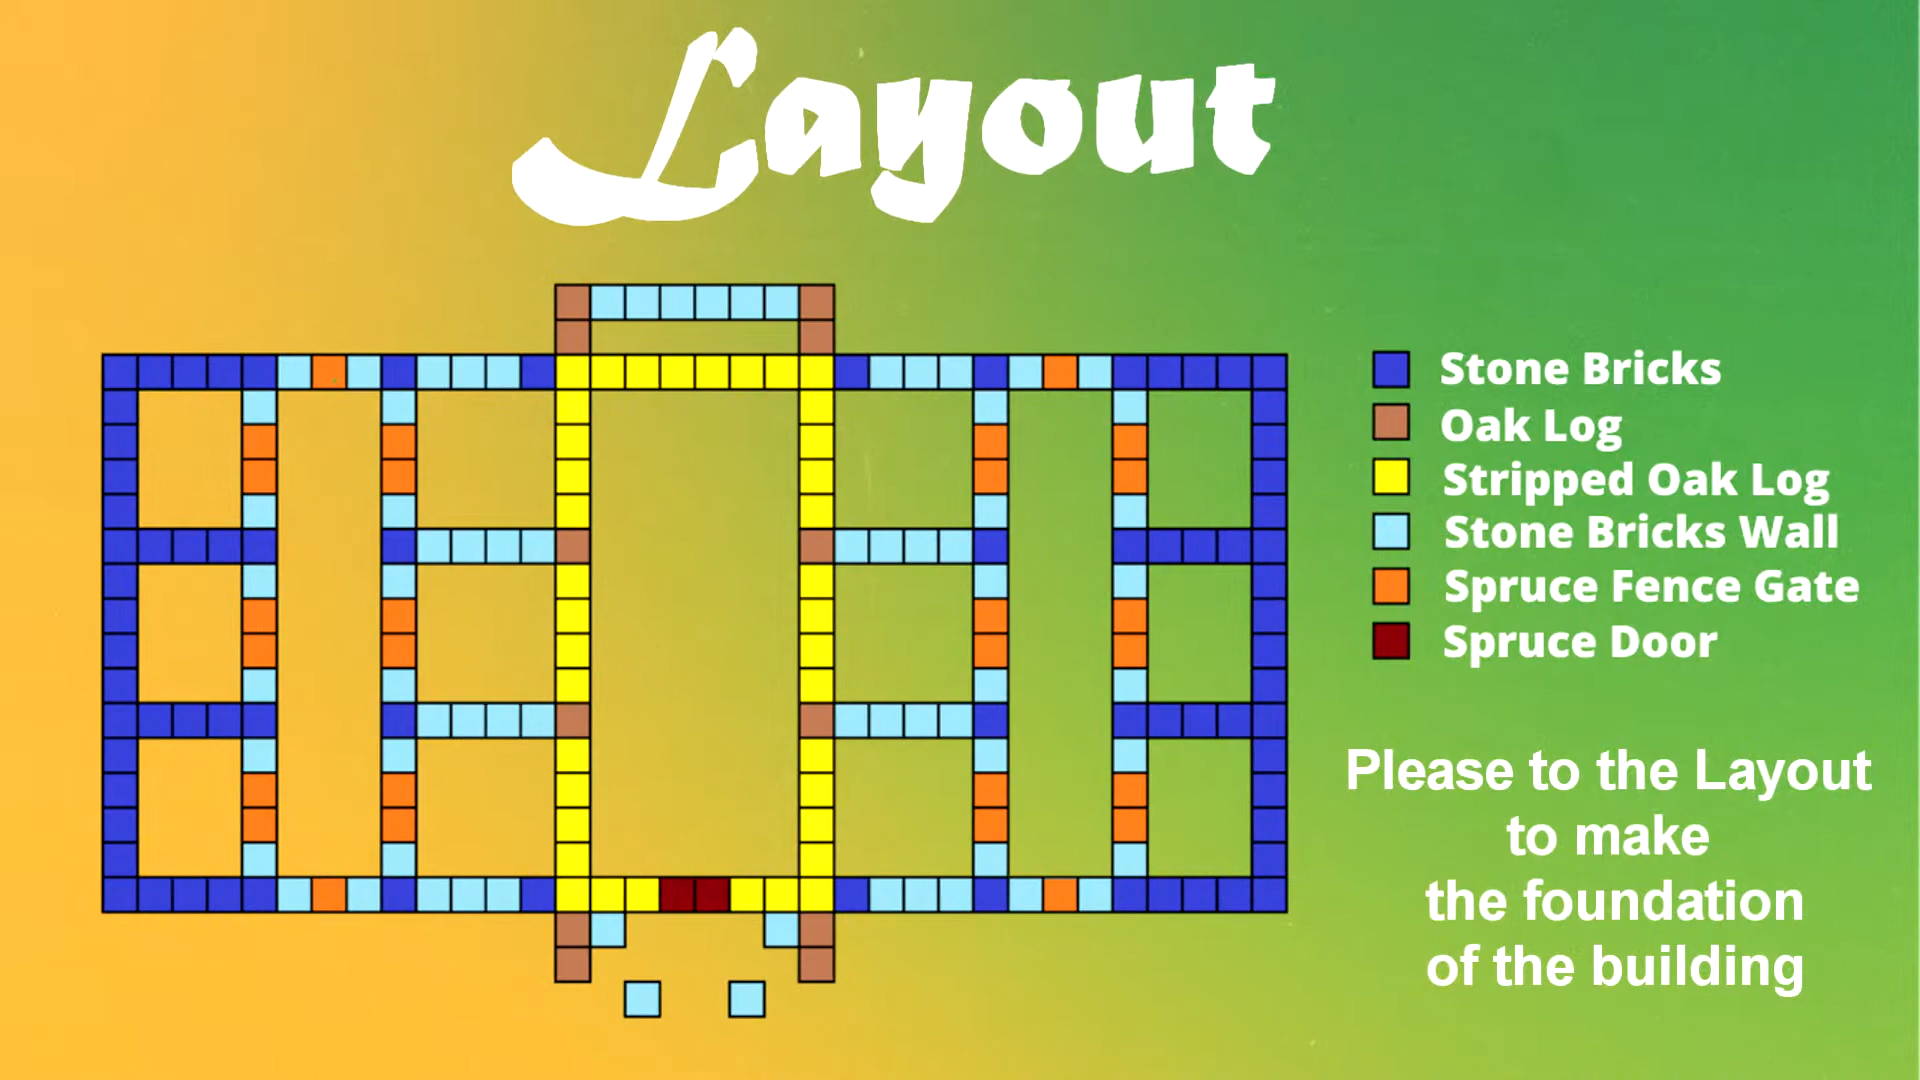 Layout
Stone Bricks
Oak Log
Stripped Oak Log
Stone Bricks Wall
Spruce Fence Gate
Spruce Door
Please to the Layout
to make
the foundation
of the building